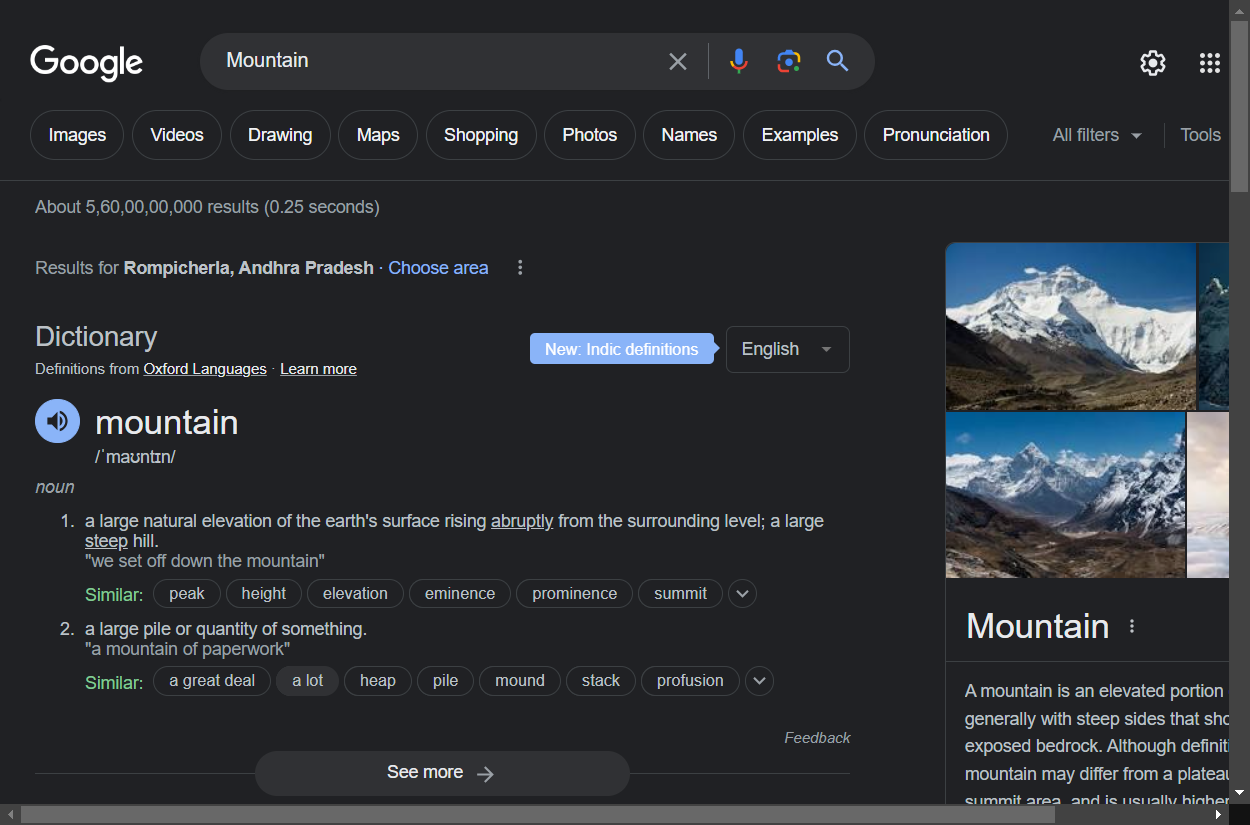 Google
Mountain
Images Videos Drawing Maps Shopping Photos Names Examples Pronunciation All filters Tools
About 5,60,00,00,000 results (0.25 seconds)
Results for Rompicherla, Andhra Pradesh · Choose area
Dictionary
Definitions from Oxford Languages · Learn more
New: Indic definitions English
mountain
/ˈmaʊntɪn/
noun
1. a large natural elevation of the earth's surface rising abruptly from the surrounding level; a large
steep hill.
"we set off down the mountain"
Similar: peak height elevation eminence prominence summit
2. a large pile or quantity of something.
"a mountain of paperwork"
Similar: a great deal a lot heap pile mound stack profusion
Feedback
See more
Mountain
A mountain is an elevated portion
generally with steep sides that sho
exposed bedrock. Although definiti
mountain may differ from a plateau
summit area, and is usually higher